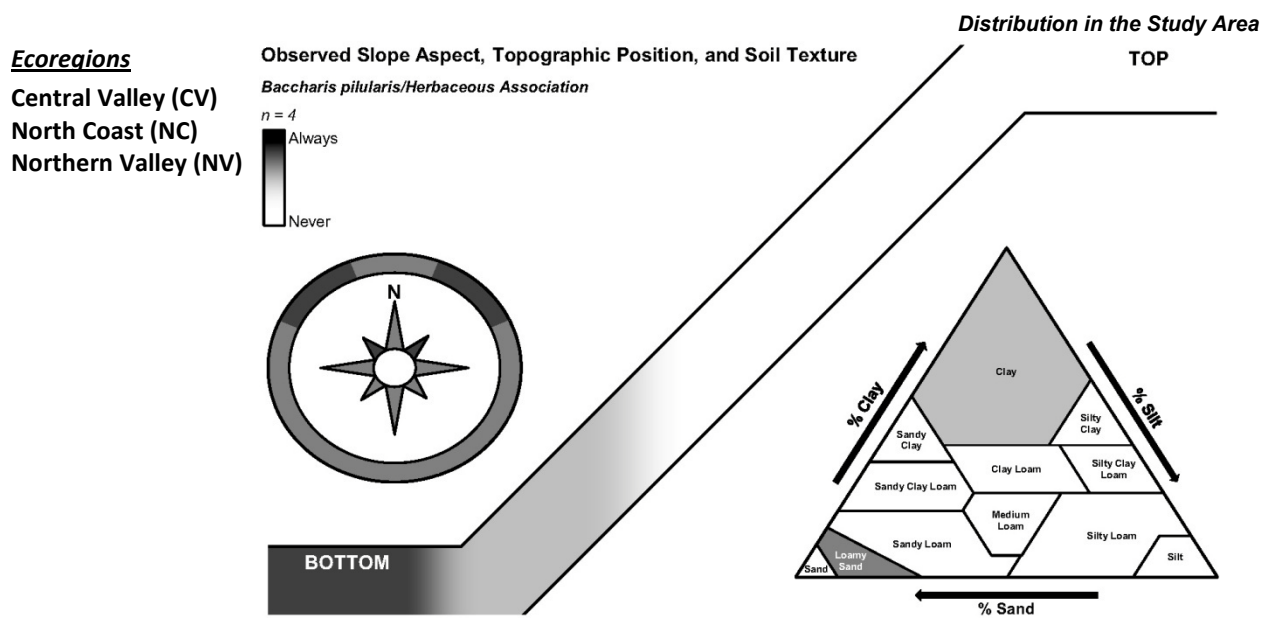 Distribution in the Study Area
Ecoregions
Central Valley (CV)
North Coast (NC)
Northern Valley (NV)
Observed Slope Aspect, Topographic Position, and Soil Texture
Baccharis pilularis/Herbaceous Association
n = 4
Always
Never
TOP
N
BOTTOM
% Clay
% Silt
% Sand
Clay
Silty
Clay
Sandy
Clay
Clay Loam
Silty Clay
Loam
Sandy Clay Loam
Medium
Loam
Sandy Loam
Silty Loam
Loamy
Sand
Sand
Silt